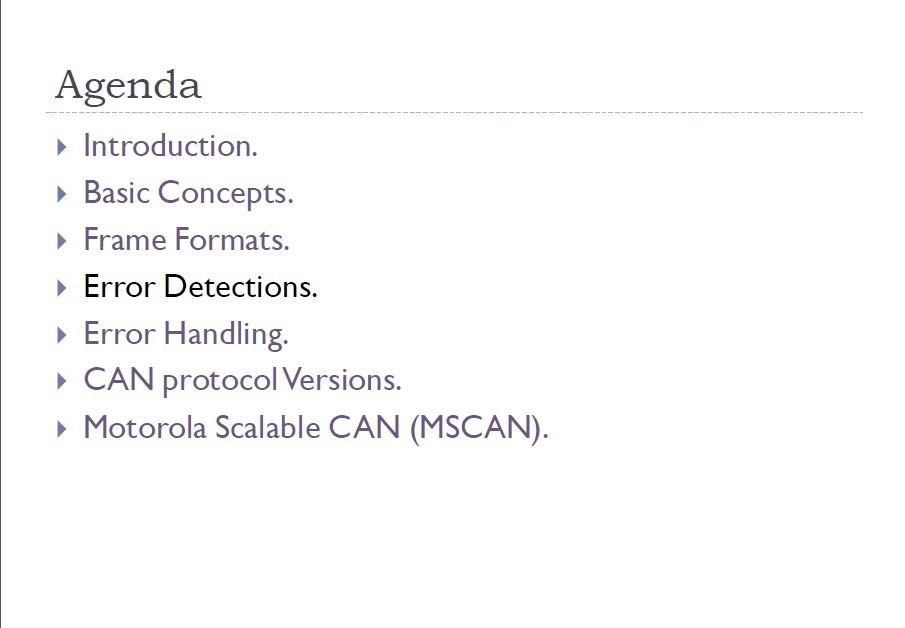 Agenda
Introduction.
Basic Concepts.
Frame Formats.
Error Detections.
Error Handling.
CAN protocol Versions.
Motorola Scalable CAN (MSCAN).